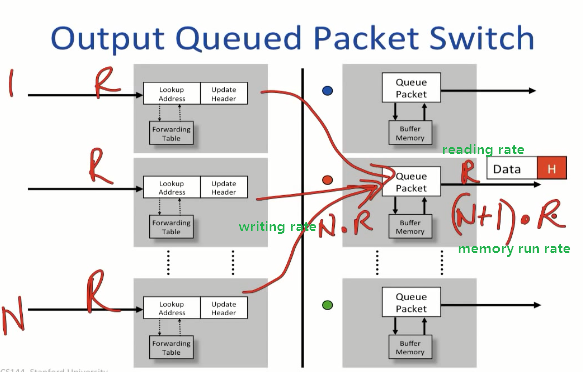 Output Queued Packet Switch
1
R
Lookup
Address
Update
Header
Forwarding
Table
Queue
Packet
Buffer
Memory
reading rate
R
Lookup
Address
Update
Header
Forwarding
Table
writing rate
N·R
Queue
Packet
Buffer
Memory
R
Data
H
(N+1)·R
memory run rate
N
R
Lookup
Address
Update
Header
Forwarding
Table
Queue
Packet
Buffer
Memory
CS144, Stanford University